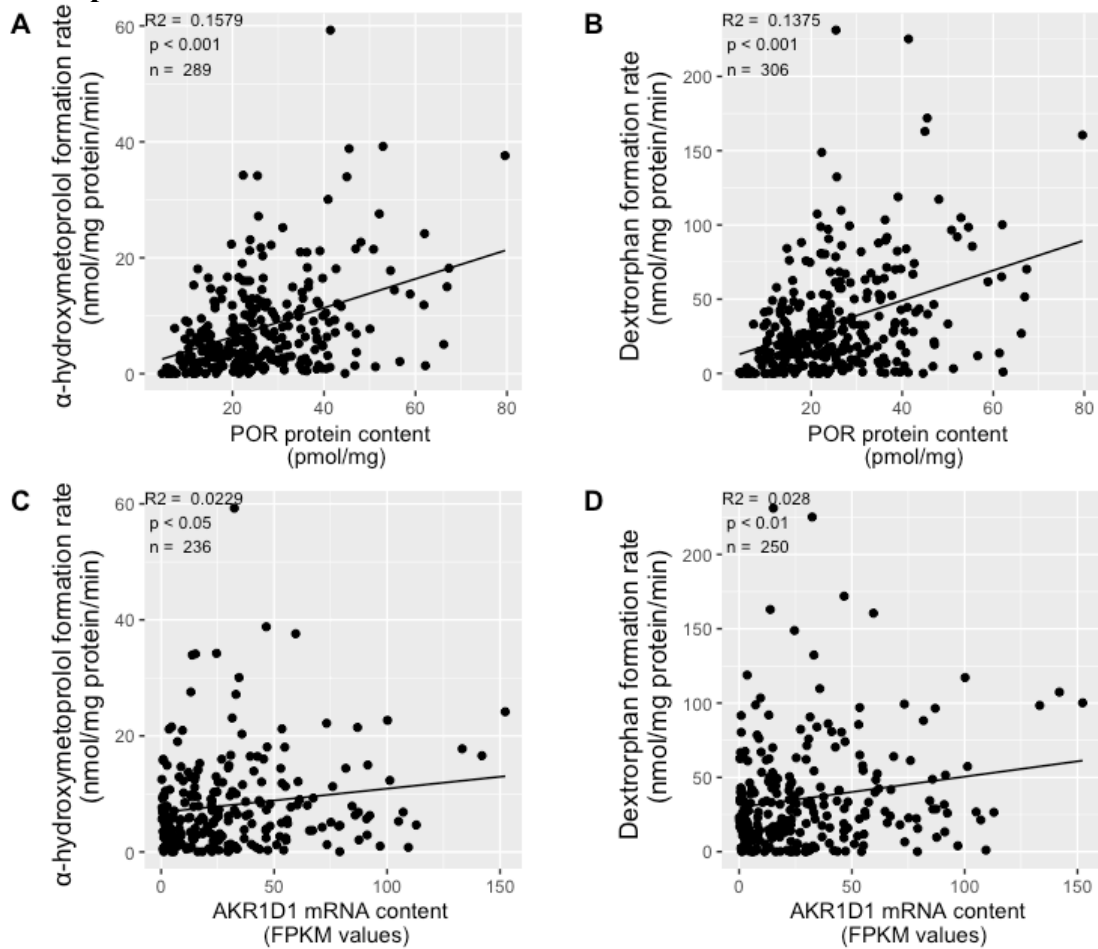 A
R2 = 0.1579
p < 0.001
n = 289
60
40
20
0
α-hydroxymetoprolol formation rate
(nmol/mg protein/min)
20
40
60
80
POR protein content
(pmol/mg)
B
R2 = 0.1375
p < 0.001
n = 306
200
150
100
50
0
Dextrorphan formation rate
(nmol/mg protein/min)
20
40
60
80
POR protein content
(pmol/mg)
C
R2 = 0.0229
p < 0.05
n = 236
60
40
20
0
α-hydroxymetoprolol formation rate
(nmol/mg protein/min)
0
50
100
150
AKR1D1 mRNA content
(FPKM values)
D
R2 = 0.028
p < 0.01
n = 250
200
150
100
50
0
Dextrorphan formation rate
(nmol/mg protein/min)
0
50
100
150
AKR1D1 mRNA content
(FPKM values)